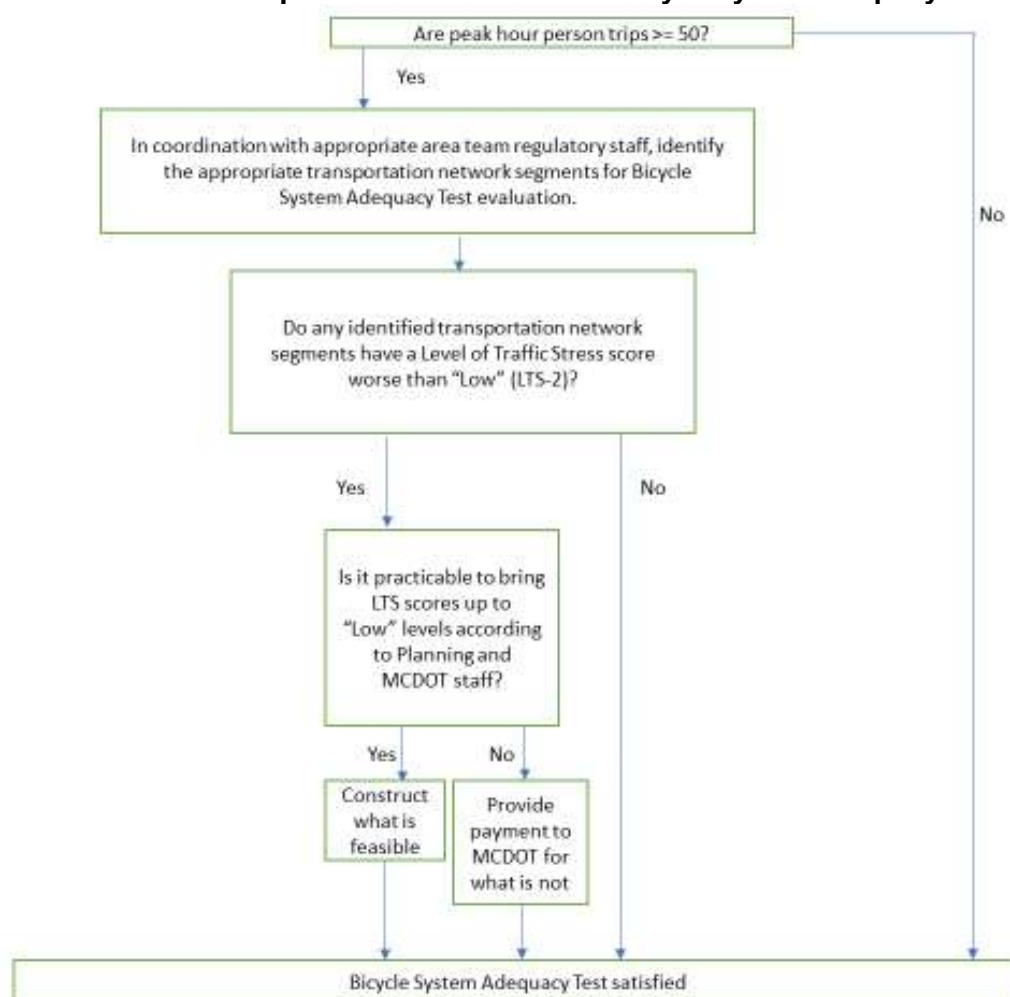 Are peak hour person trips >= 50?
Yes
In coordination with appropriate area team regulatory staff, identify
the appropriate transportation network segments for Bicycle
System Adequacy Test evaluation.
No
Do any identified transportation network
segments have a Level of Traffic Stress score
worse than “Low” (LTS-2)?
Yes
No
Is it practicable to bring
LTS scores up to
“Low” levels according
to Planning and
MCDOT staff?
Yes
No
Construct
what is
feasible
Provide
payment to
MCDOT for
what is not
Bicycle System Adequacy Test satisfied